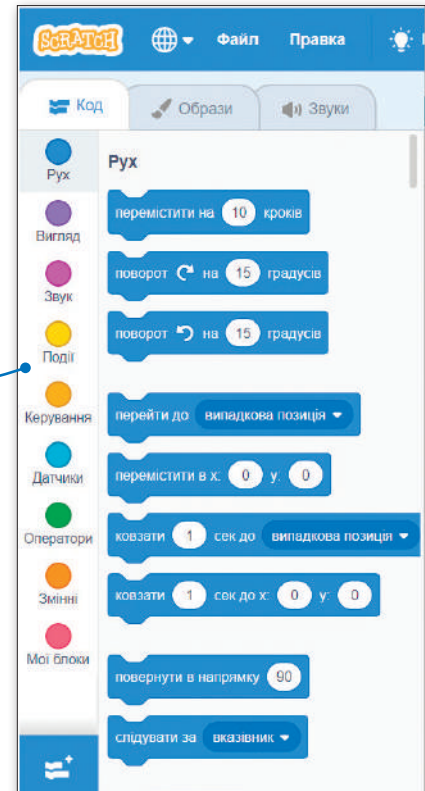 SCRATCH Файл Правка
Код Образи Звуки
Рух
Вигляд
Звук
Події
Керування
Датчики
Оператори
Змінні
Мої блоки
Рух
перемістити на 10 кроків
поворот на 15 градусів
поворот на 15 градусів
перейти до випадкова позиція
перемістити в x: 0 y: 0
ковзати 1 сек до випадкова позиція
ковзати 1 сек до x: 0 y: 0
повернути в напрямку 90
слідувати за вказівник